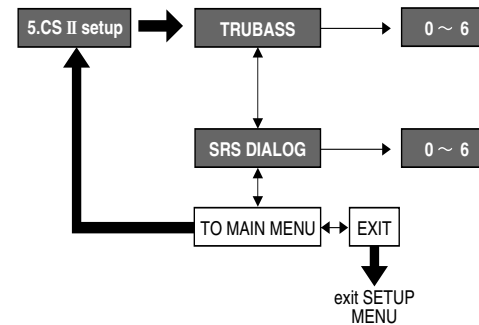 5.CS II setup
TRUBASS
0 ~ 6
SRS DIALOG
0 ~ 6
TO MAIN MENU
EXIT
exit SETUP
MENU